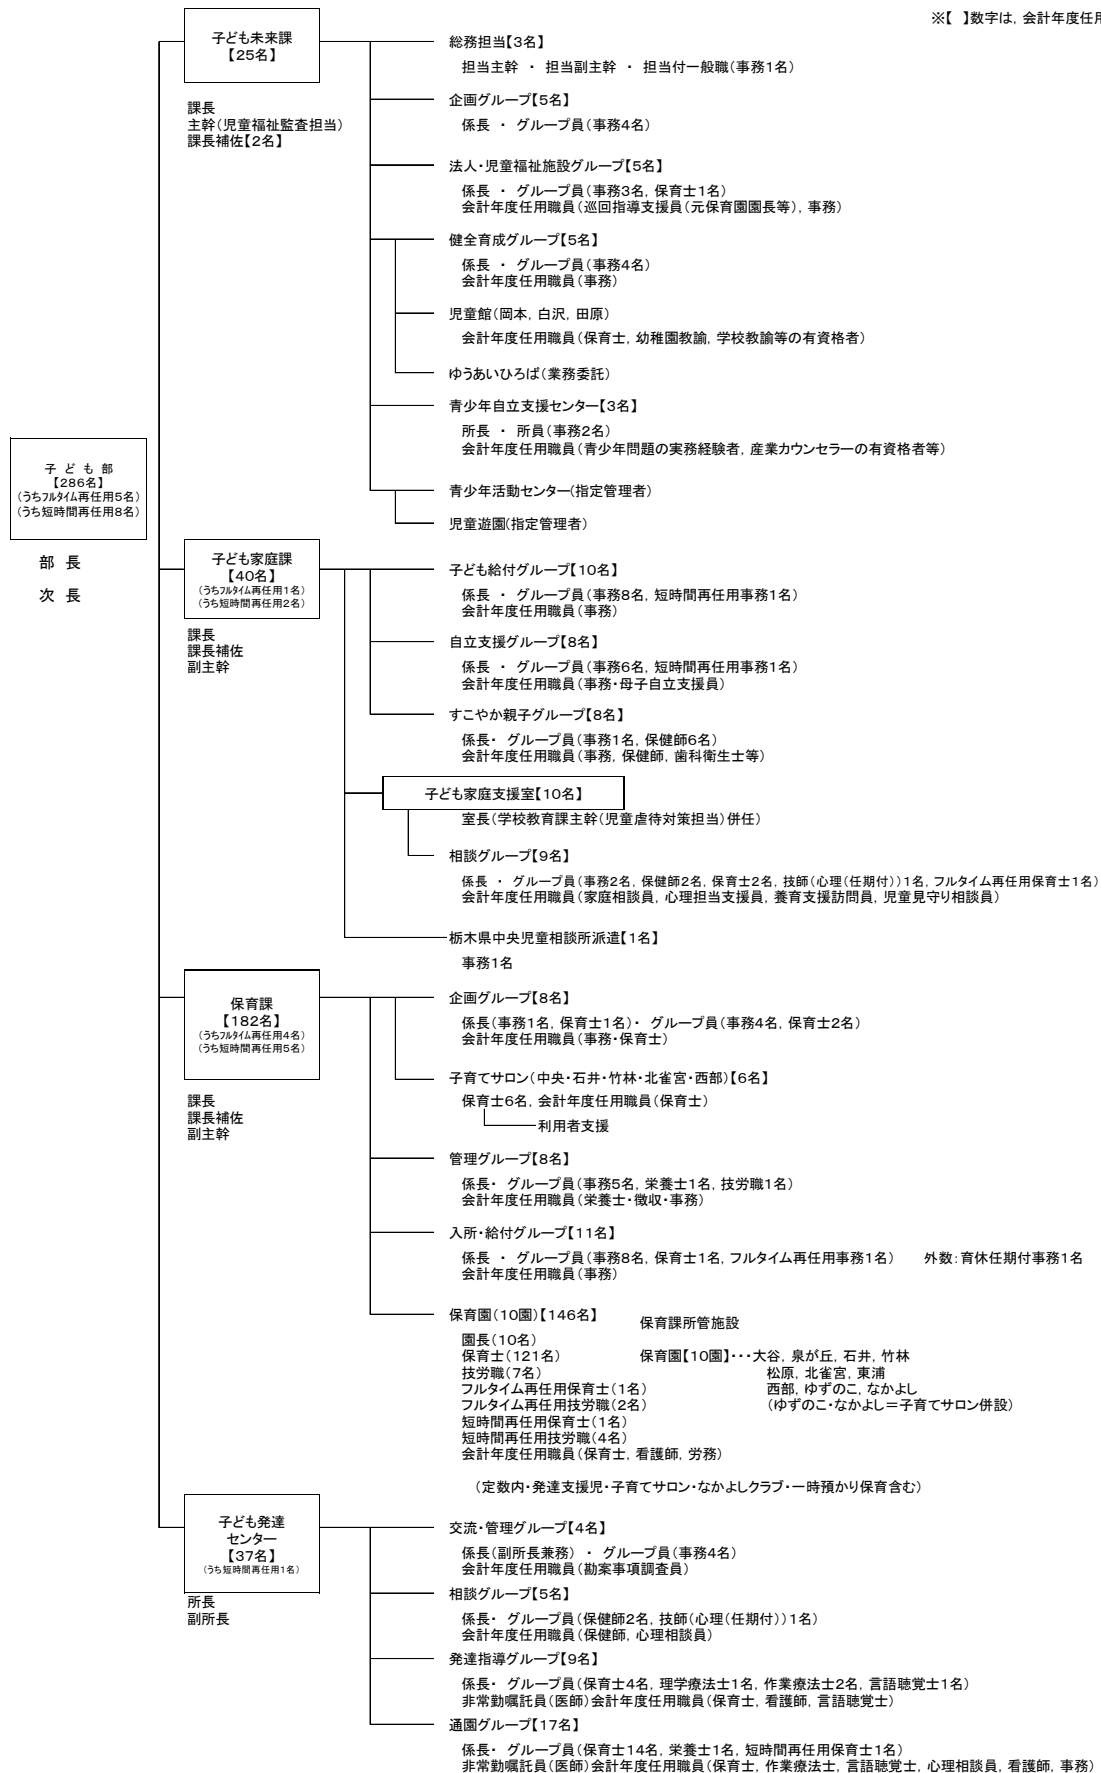 ※【 】数字は，会計年度任用
子ども部
【286名】
（うちフルタイム再任用5名）
（うち短時間再任用8名）
部 長
次 長
子ども未来課
【25名】
課長
主幹（児童福祉監査担当）
課長補佐【2名】
総務担当【3名】
担当主幹 ・ 担当副主幹 ・ 担当付一般職（事務1名）
企画グループ【5名】
係長 ・ グループ員（事務4名）
法人・児童福祉施設グループ【5名】
係長 ・ グループ員（事務3名，保育士1名）
会計年度任用職員（巡回指導支援員（元保育園園長等），事務）
健全育成グループ【5名】
係長 ・ グループ員（事務4名）
会計年度任用職員（事務）
児童館（岡本，白沢，田原）
会計年度任用職員（保育士，幼稚園教諭，学校教諭等の有資格者）
ゆうあいひろば（業務委託）
青少年自立支援センター【3名】
所長 ・ 所員（事務2名）
会計年度任用職員（青少年問題の実務経験者，産業カウンセラーの有資格者等）
青少年活動センター（指定管理者）
児童遊園（指定管理者）
子ども家庭課
【40名】
（うちフルタイム再任用1名）
（うち短時間再任用2名）
課長
課長補佐
副主幹
子ども給付グループ【10名】
係長 ・ グループ員（事務8名，短時間再任用事務1名）
会計年度任用職員（事務）
自立支援グループ【8名】
係長 ・ グループ員（事務6名，短時間再任用事務1名）
会計年度任用職員（事務・母子自立支援員）
すこやか親子グループ【8名】
係長・ グループ員（事務1名，保健師6名）
会計年度任用職員（事務，保健師，歯科衛生士等）
子ども家庭支援室【10名】
室長（学校教育課主幹（児童虐待対策担当）併任）
相談グループ【9名】
係長 ・ グループ員（事務2名，保健師2名，保育士2名，技師（心理（任期付））1名，フルタイム再任用保育士1名）
会計年度任用職員（家庭相談員，心理担当支援員，養育支援訪問員，児童見守り相談員）
栃木県中央児童相談所派遣【1名】
事務1名
保育課
【182名】
（うちフルタイム再任用4名）
（うち短時間再任用5名）
課長
課長補佐
副主幹
企画グループ【8名】
係長（事務1名，保育士1名）・ グループ員（事務4名，保育士2名）
会計年度任用職員（事務・保育士）
子育てサロン（中央・石井・竹林・北雀宮・西部）【6名】
保育士6名，会計年度任用職員（保育士）
利用者支援
管理グループ【8名】
係長・ グループ員（事務5名，栄養士1名，技労職1名）
会計年度任用職員（栄養士・徴収・事務）
入所・給付グループ【11名】
係長 ・ グループ員（事務8名，保育士1名，フルタイム再任用事務1名） 外数：育休任期付事務1名
会計年度任用職員（事務）
保育園（10園）【146名】 保育課所管施設
園長（10名）
保育士（121名） 保育園【10園】・・・大谷，泉が丘，石井，竹林
技労職（7名） 松原，北雀宮，東浦
フルタイム再任用保育士（1名） 西部，ゆずのこ，なかよし
フルタイム再任用技労職（2名） （ゆずのこ・なかよし＝子育てサロン併設）
短時間再任用保育士（1名）
短時間再任用技労職（4名）
会計年度任用職員（保育士，看護師，労務）
（定数内・発達支援児・子育てサロン・なかよしクラブ・一時預かり保育含む）
子ども発達
センター
【37名】
（うち短時間再任用1名）
所長
副所長
交流・管理グループ【4名】
係長（副所長兼務） ・ グループ員（事務4名）
会計年度任用職員（勘案事項調査員）
相談グループ【5名】
係長・ グループ員（保健師2名，技師（心理（任期付））1名）
会計年度任用職員（保健師，心理相談員）
発達指導グループ【9名】
係長・ グループ員（保育士4名，理学療法士1名，作業療法士2名，言語聴覚士1名）
非常勤嘱託員（医師）会計年度任用職員（保育士，看護師，言語聴覚士）
通園グループ【17名】
係長・ グループ員（保育士14名，栄養士1名，短時間再任用保育士1名）
非常勤嘱託員（医師）会計年度任用職員（保育士，作業療法士，言語聴覚士，心理相談員，看護師，事務）